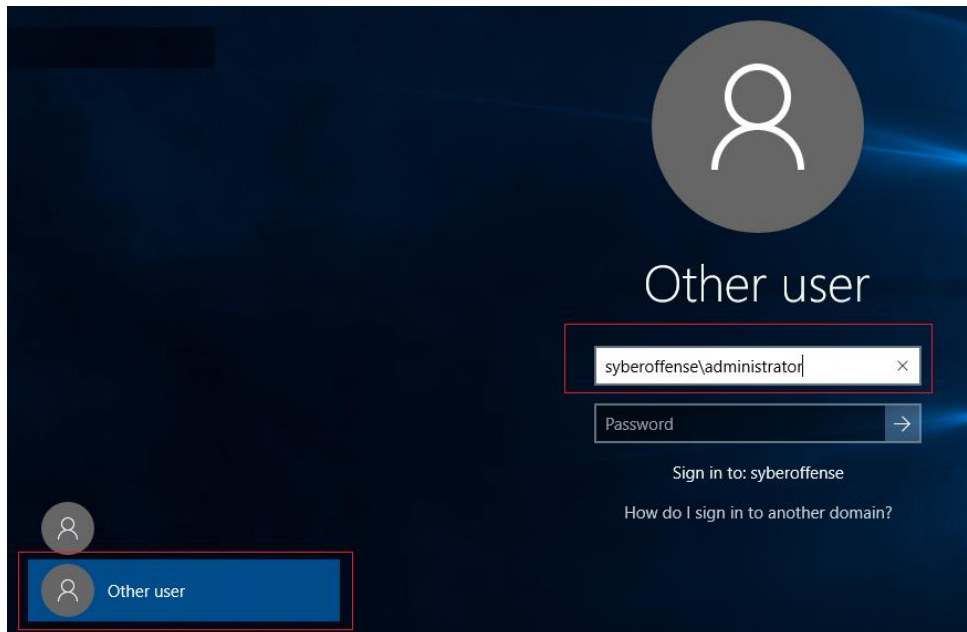 Other user
syberoffense\administrator
Password
Sign in to: syberoffense
How do I sign in to another domain?
Other user